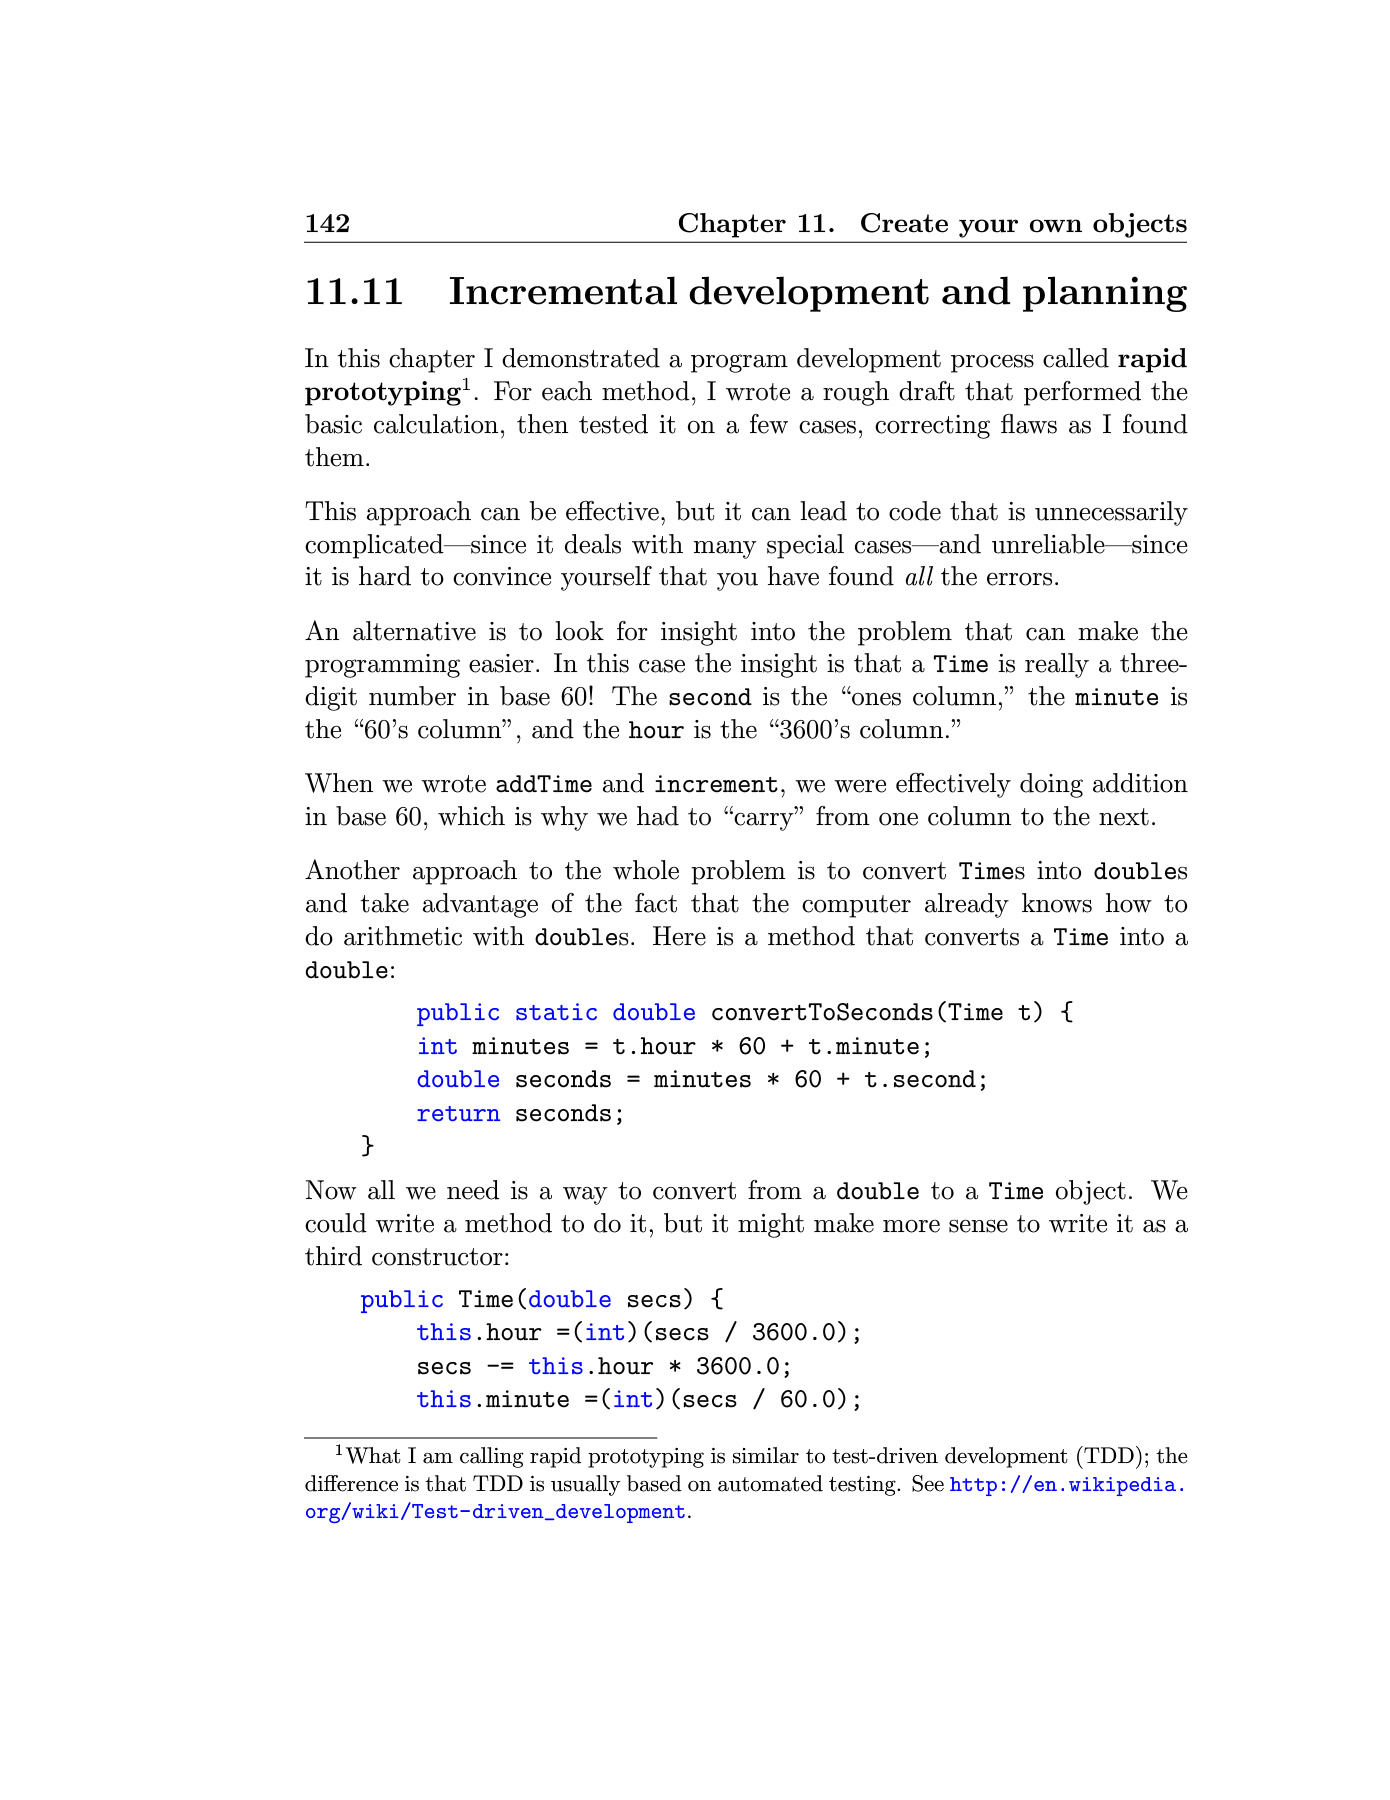 142 Chapter 11. Create your own objects
11.11 Incremental development and planning
In this chapter I demonstrated a program development process called rapid
prototyping1. For each method, I wrote a rough draft that performed the
basic calculation, then tested it on a few cases, correcting flaws as I found
them.
This approach can be effective, but it can lead to code that is unnecessarily
complicated—since it deals with many special cases—and unreliable—since
it is hard to convince yourself that you have found all the errors.
An alternative is to look for insight into the problem that can make the
programming easier. In this case the insight is that a Time is really a three-
digit number in base 60! The second is the “ones column,” the minute is
the “60’s column”, and the hour is the “3600’s column.”
When we wrote addTime and increment, we were effectively doing addition
in base 60, which is why we had to “carry” from one column to the next.
Another approach to the whole problem is to convert Times into doubles
and take advantage of the fact that the computer already knows how to
do arithmetic with doubles. Here is a method that converts a Time into a
double:
public static double convertToSeconds(Time t) {
int minutes = t.hour * 60 + t.minute;
double seconds = minutes * 60 + t.second;
return seconds;
}
Now all we need is a way to convert from a double to a Time object. We
could write a method to do it, but it might make more sense to write it as a
third constructor:
public Time(double secs) {
this.hour =(int)(secs / 3600.0);
secs -= this.hour * 3600.0;
this.minute =(int)(secs / 60.0);
1What I am calling rapid prototyping is similar to test-driven development (TDD); the
difference is that TDD is usually based on automated testing. See http://en.wikipedia.
org/wiki/Test-driven_development.